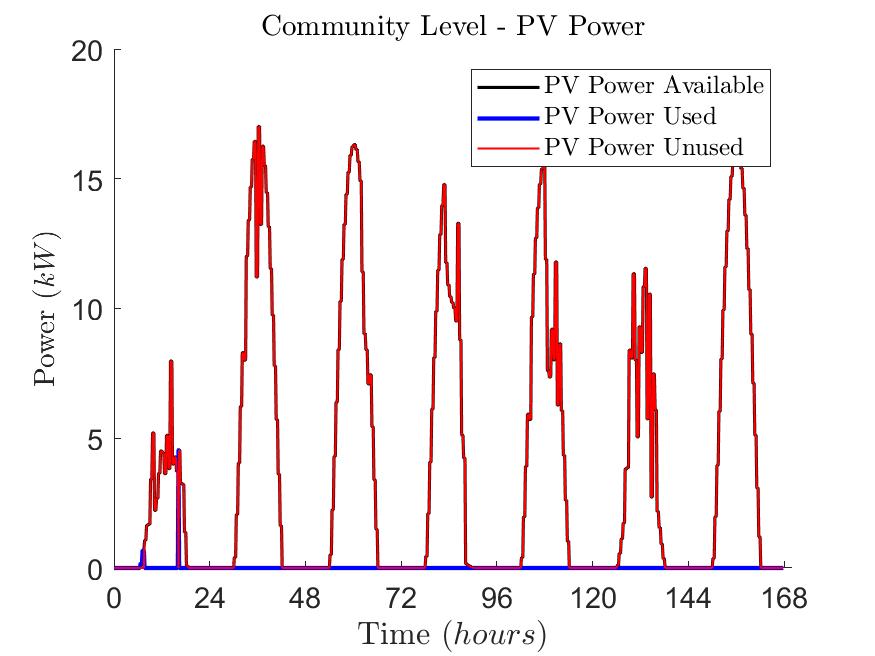 Community Level - PV Power
PV Power Available
PV Power Used
PV Power Unused
20
15
10
5
0
Power (kW)
0 24 48 72 96 120 144 168
Time (hours)